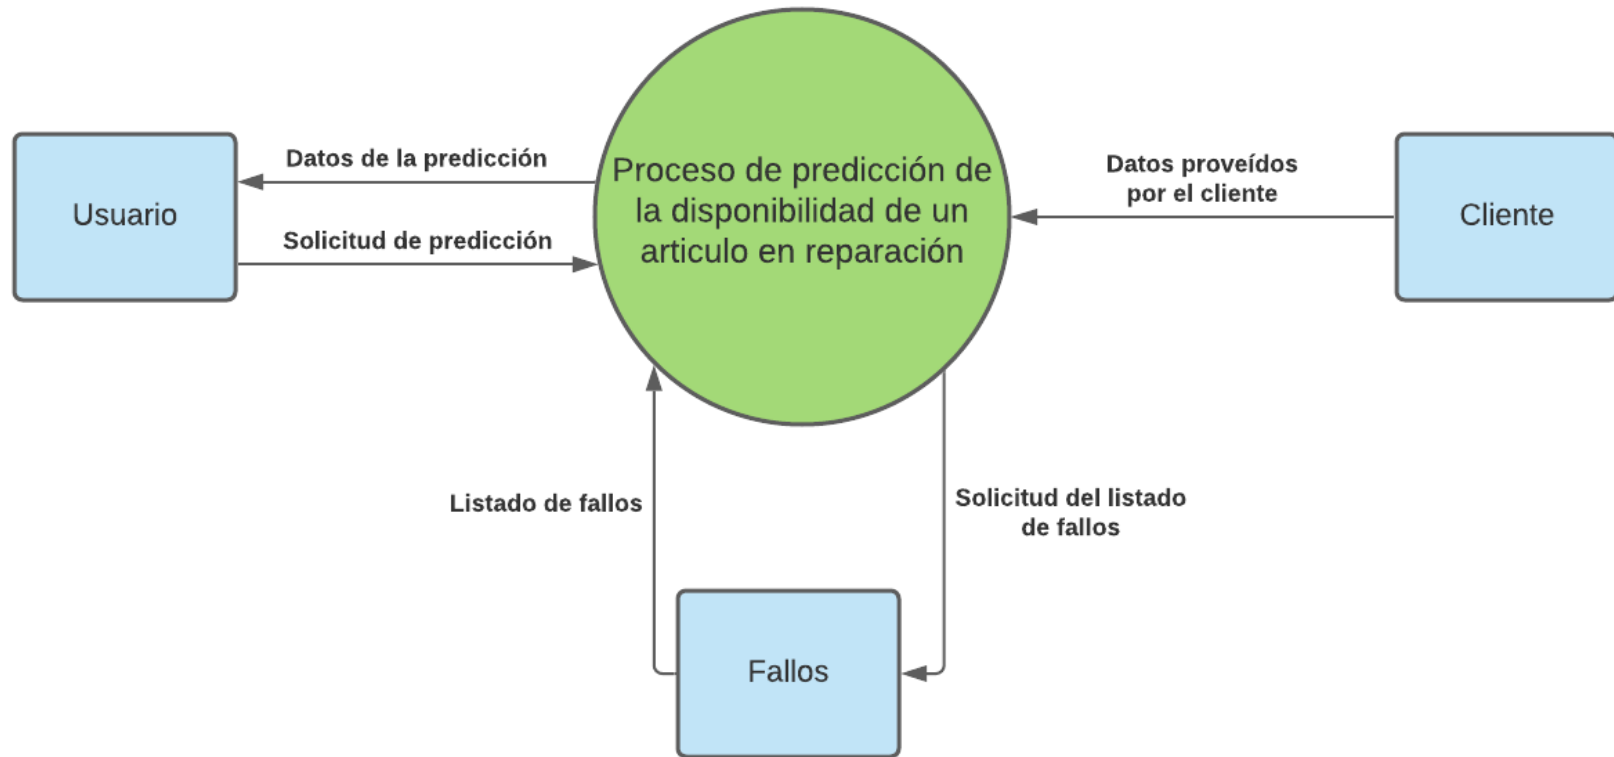 Usuario
Datos de la predicción
Solicitud de predicción
Proceso de predicción de
la disponibilidad de un
articulo en reparación
Datos proveídos
por el cliente
Cliente
Listado de fallos
Solicitud del listado
de fallos
Fallos